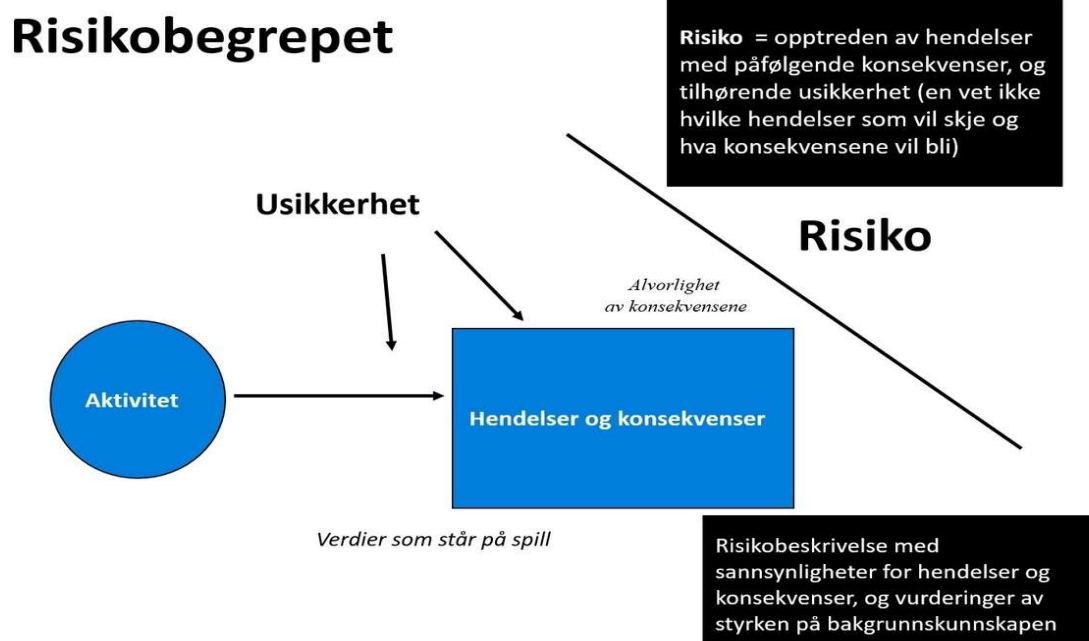 Risikobegrepet
Risiko = opptreden av hendelser
med påfølgende konsekvenser, og
tilhørende usikkerhet (en vet ikke
hvilke hendelser som vil skje og
hva konsekvensene vil bli)
Usikkerhet
Risiko
Alvorlighet
av konsekvensene
Aktivitet
Hendelser og konsekvenser
Verdier som står på spill
Risikobeskrivelse med
sannsynligheter for hendelser og
konsekvenser, og vurderinger av
styrken på bakgrunnskunnskapen